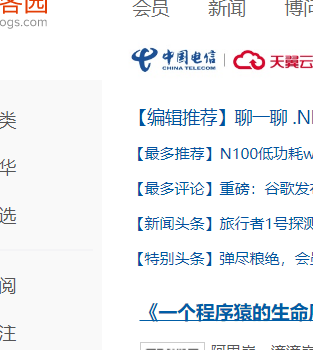 客园
ogs.com
会员 新闻 博问
中国电信
CHINA TELECOM
天翼云
【编辑推荐】聊一聊 .N
类
【最多推荐】N100低功耗w
华
【最多评论】重磅：谷歌发布
选
【新闻头条】旅行者1号探测
【特别头条】弹尽粮绝，会员
阅
《一个程序猿的生命周
注